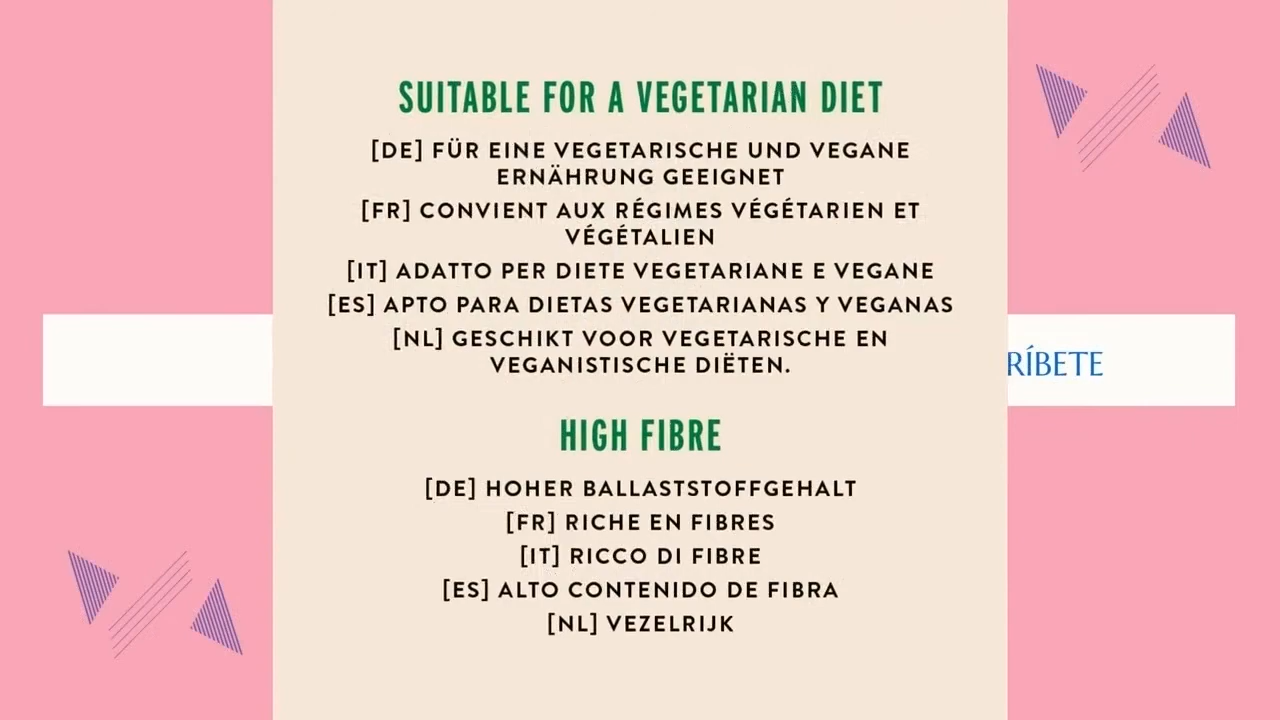 SUITABLE FOR A VEGETARIAN DIET
[DE] FÜR EINE VEGETARISCHE UND VEGANE
ERNÄHRUNG GEEIGNET
[FR] CONVIENT AUX RÉGIMES VÉGÉTARIEN ET
VÉGÉTALIEN
[IT] ADATTO PER DIETE VEGETARIANE E VEGANE
[ES] APTO PARA DIETAS VEGETARIANAS Y VEGANAS
[NL] GESCHIKT VOOR VEGETARISCHE EN
VEGANISTISCHE DIËTEN.
RÍBETE
HIGH FIBRE
[DE] HOHER BALLASTSTOFFGEHALT
[FR] RICHE EN FIBRES
[IT] RICCO DI FIBRE
[ES] ALTO CONTENIDO DE FIBRA
[NL] VEZELRIJK